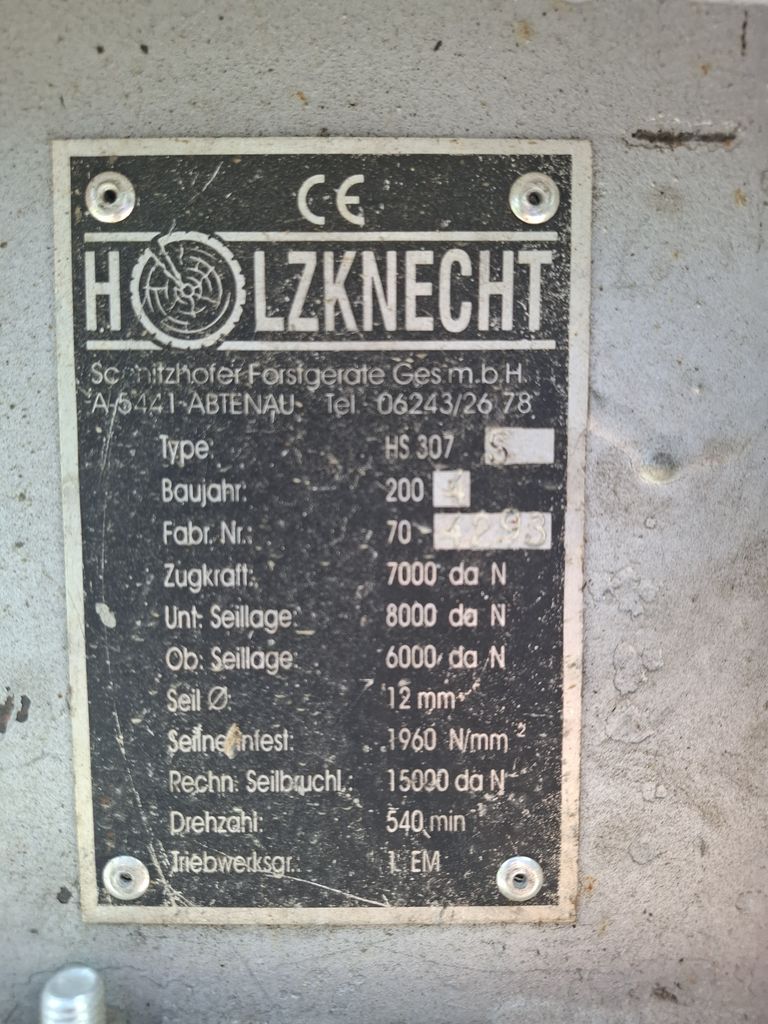 CE
HOLZKNECHT
Schnitzhofer Forstgeräte Ges.m.b.H.
A-5441 ABTENAU Tel. 06243/26 78
Type: HS 307 S
Baujahr: 200
Fabr. Nr.: 70 - 4293
Zugkraft: 7000 da N
Unt. Seillage: 8000 da N
Ob. Seillage: 6000 da N
Seil Ø 12 mm
Seilnennfest: 1960 N/mm²
Rechn. Seilbruchl.: 15000 da N
Drehzahl: 540 min
Triebwerksgr.: 1 EM